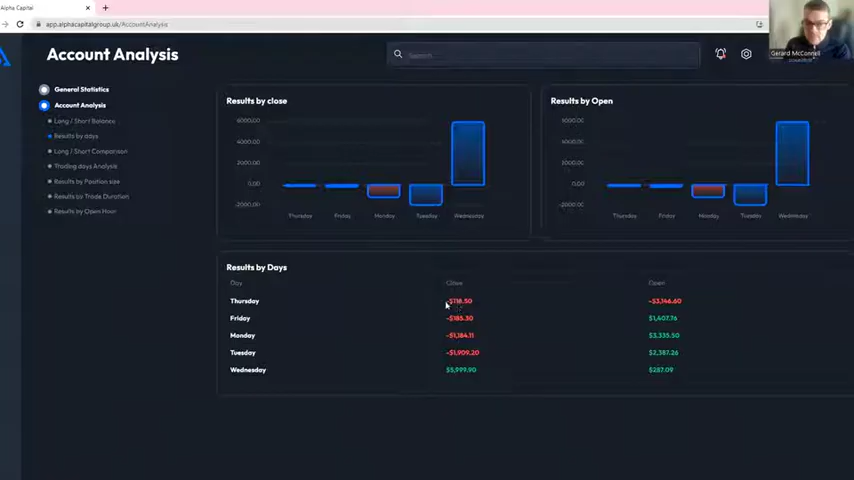 Alpha Capital
app.alphacapitalgroup.uk/AccountAnalysis
Account Analysis
Search...
Gerard McConnell
General Statistics
Account Analysis
Long / Short Balance
Results by days
Long / Short Comparison
Trading days Analysis
Results by Position size
Results by Trade Duration
Results by Open Hour
Results by close
6000.00
4000.00
2000.00
0.00
-2000.00
Thursday
Friday
Monday
Tuesday
Wednesday
Results by Open
6000.00
4000.00
2000.00
0.00
-2000.00
Thursday
Friday
Monday
Tuesday
Wednesday
Results by Days
Day Close Open
Thursday -$118.50 -$3,146.60
Friday -$185.30 $1,407.76
Monday -$1,184.11 $3,335.50
Tuesday -$1,909.20 $2,387.26
Wednesday $5,999.90 $287.09